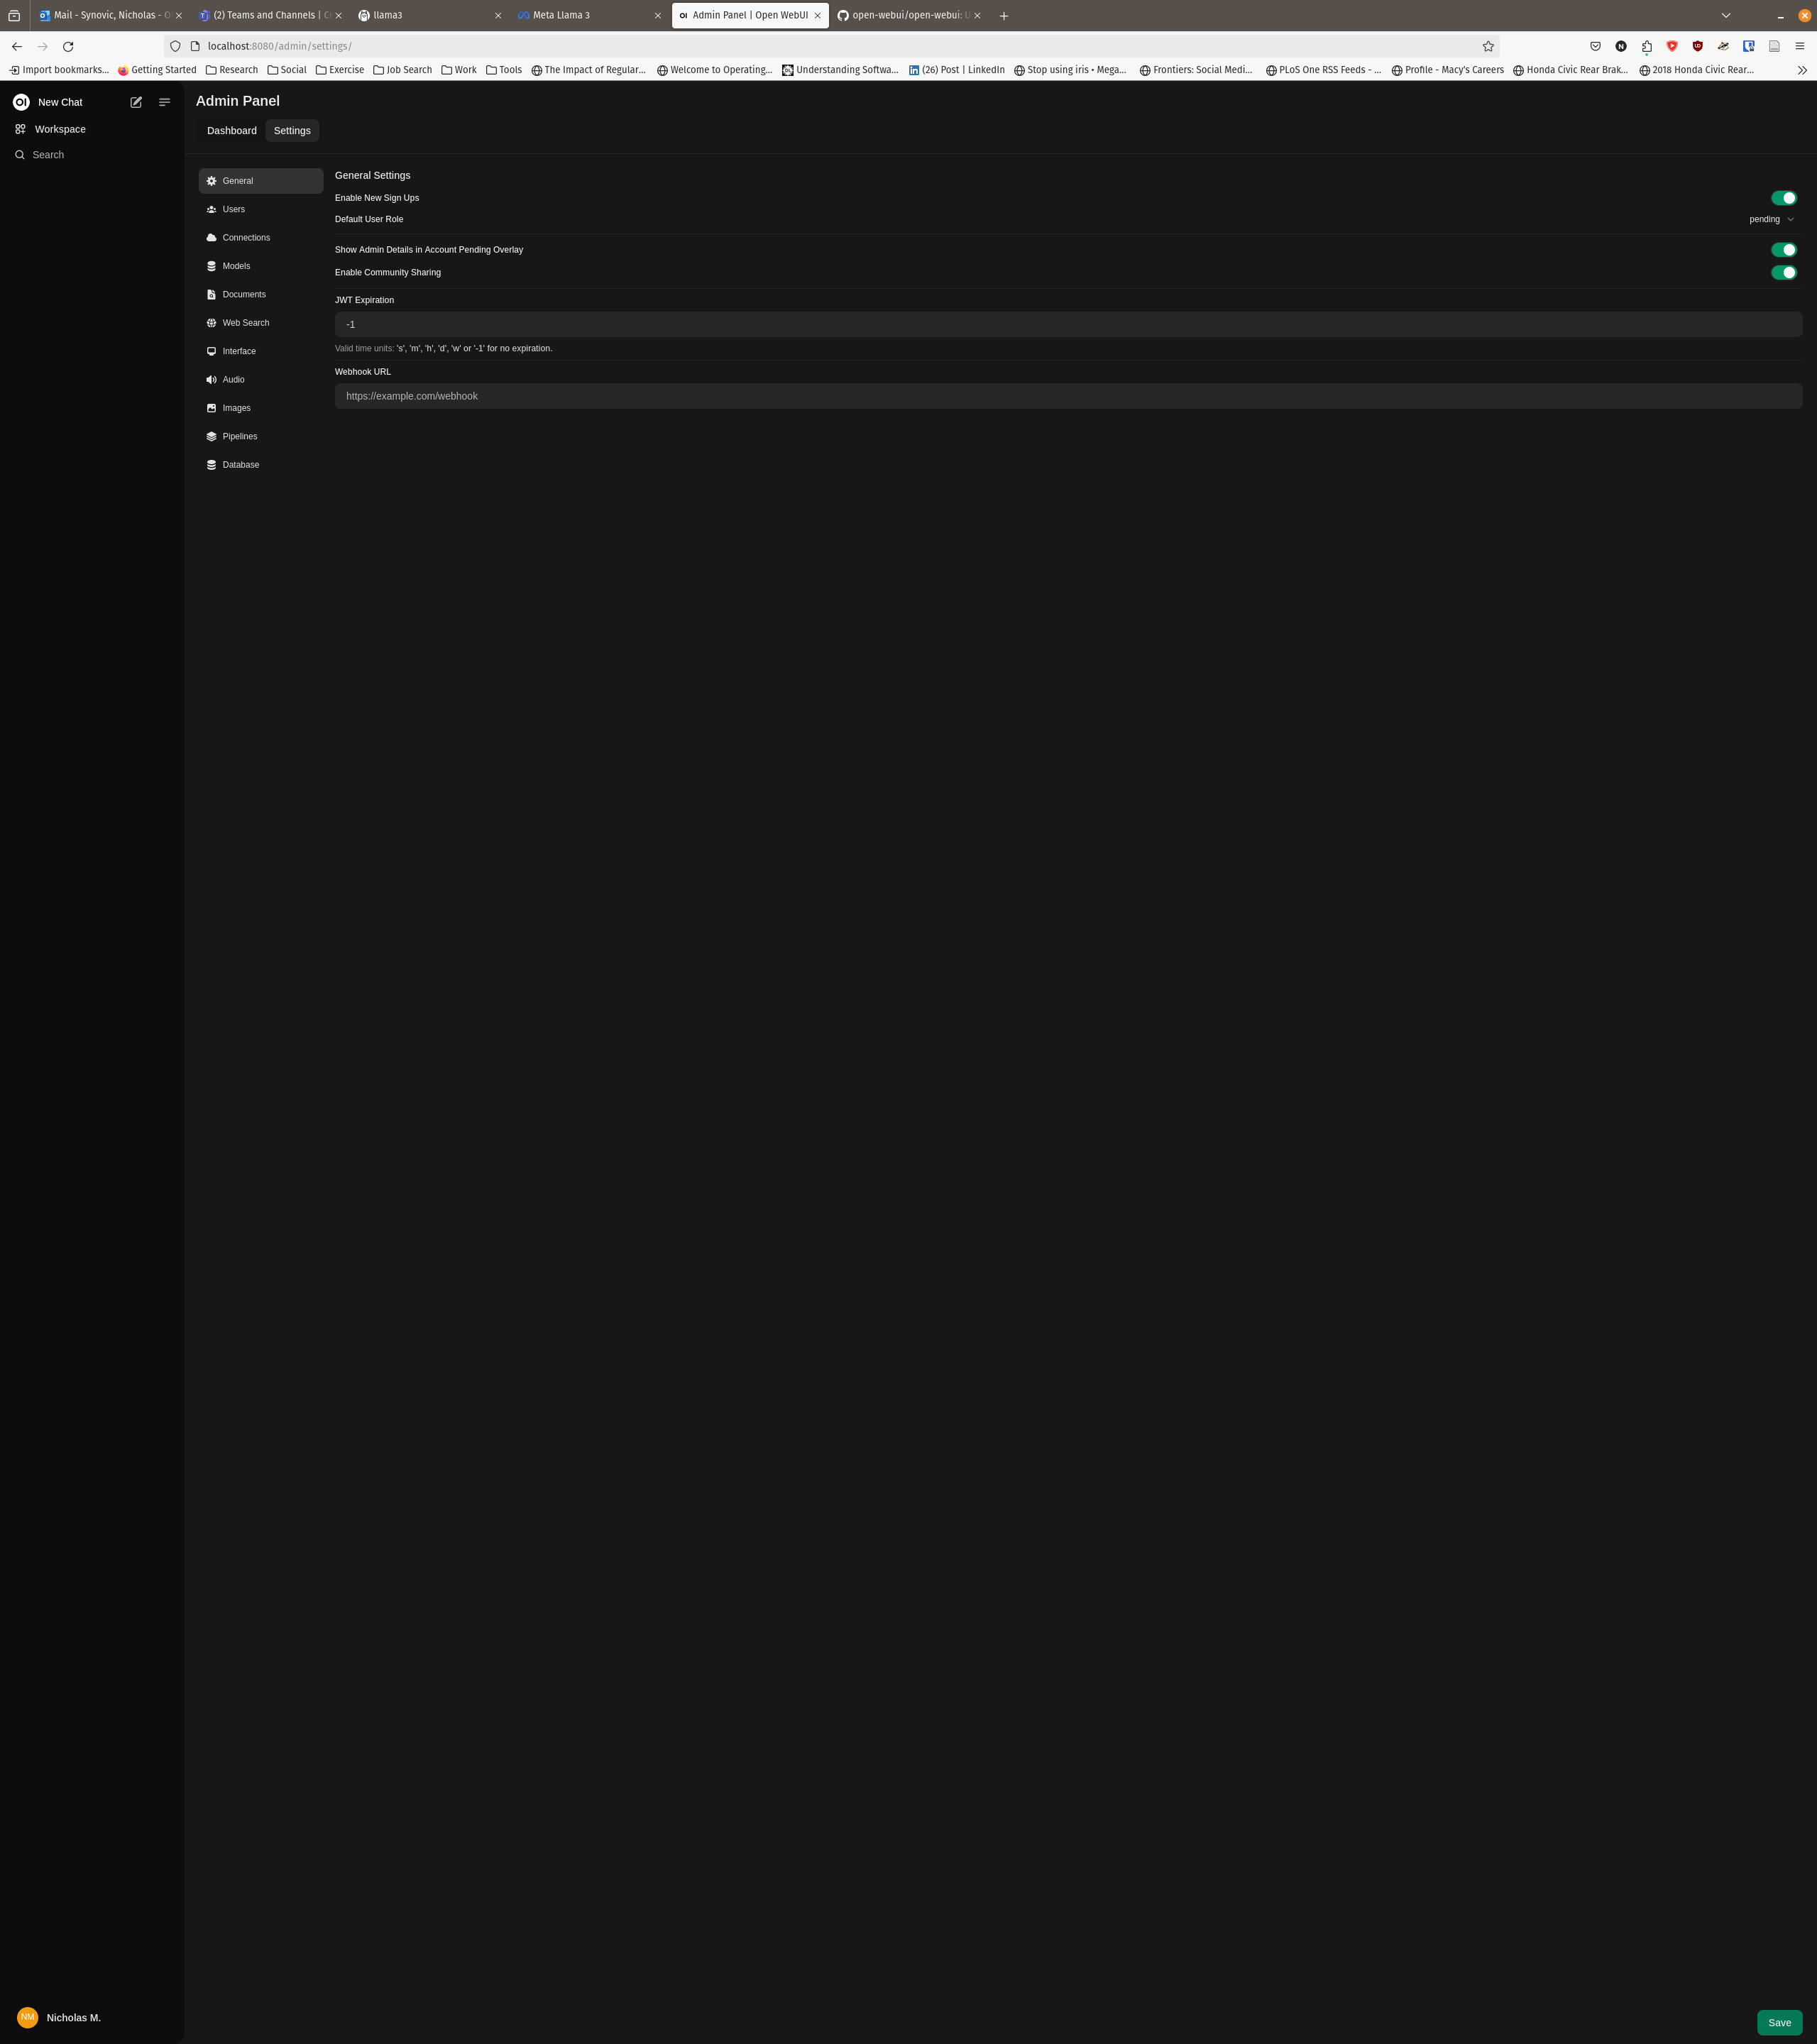 Mail - Synovic, Nicholas - O
(2) Teams and Channels | C
llama3
Meta Llama 3
OI Admin Panel | Open WebUI
open-webui/open-webui: U
localhost:8080/admin/settings/
Import bookmarks...
Getting Started
Research
Social
Exercise
Job Search
Work
Tools
The Impact of Regular...
Welcome to Operating...
Understanding Softwa...
(26) Post | LinkedIn
Stop using iris • Mega...
Frontiers: Social Medi...
PLoS One RSS Feeds - ...
Profile - Macy's Careers
Honda Civic Rear Brak...
2018 Honda Civic Rear...
OI New Chat
Workspace
Search
Admin Panel
Dashboard
Settings
General
Users
Connections
Models
Documents
Web Search
Interface
Audio
Images
Pipelines
Database
General Settings
Enable New Sign Ups
Default User Role
pending
Show Admin Details in Account Pending Overlay
Enable Community Sharing
JWT Expiration
-1
Valid time units: 's', 'm', 'h', 'd', 'w' or '-1' for no expiration.
Webhook URL
https://example.com/webhook
NM Nicholas M.
Save